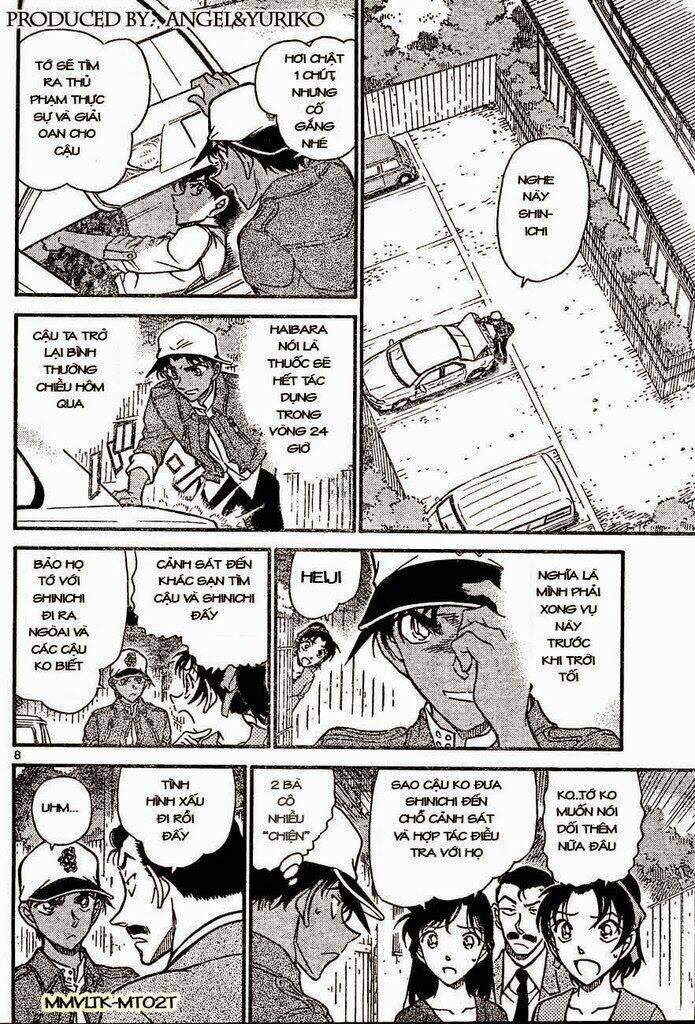 PRODUCED BY: ANGEL&YURIKO
NGHE
NÀY
SHIN-
ICHI
HƠI CHẬT
1 CHÚT,
NHƯNG
CỐ
GẮNG
NHÉ
TỚ SẼ TÌM
RA THỦ
PHẠM THỰC
SỰ VÀ GIẢI
OAN CHO
CẬU
HAIBARA
NÓI LÀ
THUỐC SẼ
HẾT TÁC
DỤNG
TRONG
VÒNG 24
GIỜ
CẬU TA TRỞ
LẠI BÌNH
THƯỜNG
CHIỀU HÔM
QUA
NGHĨA LÀ
MÌNH PHẢI
XONG VỤ
NÀY
TRƯỚC
KHI TRỜI
TỐI
HEIJI
CẢNH SÁT ĐẾN
KHÁC SẠN TÌM
CẬU VÀ SHINICHI
ĐẤY
BẢO HỌ
TỚ VỚI
SHINICHI
ĐI RA
NGOÀI VÀ
CÁC CẬU
KO BIẾT
8
KO..TỚ KO
MUỐN NÓI
DỐI THÊM
NỮA ĐÂU
SAO CẬU KO ĐƯA
SHINICHI ĐẾN
CHỖ CẢNH SÁT
VÀ HỢP TÁC ĐIỀU
TRA VỚI HỌ
2 BÀ
CÔ
NHIỀU
"CHIỆN"
TÌNH
HÌNH XẤU
ĐI RỒI
ĐẤY
UHM...
MMVLTK-MTO2T